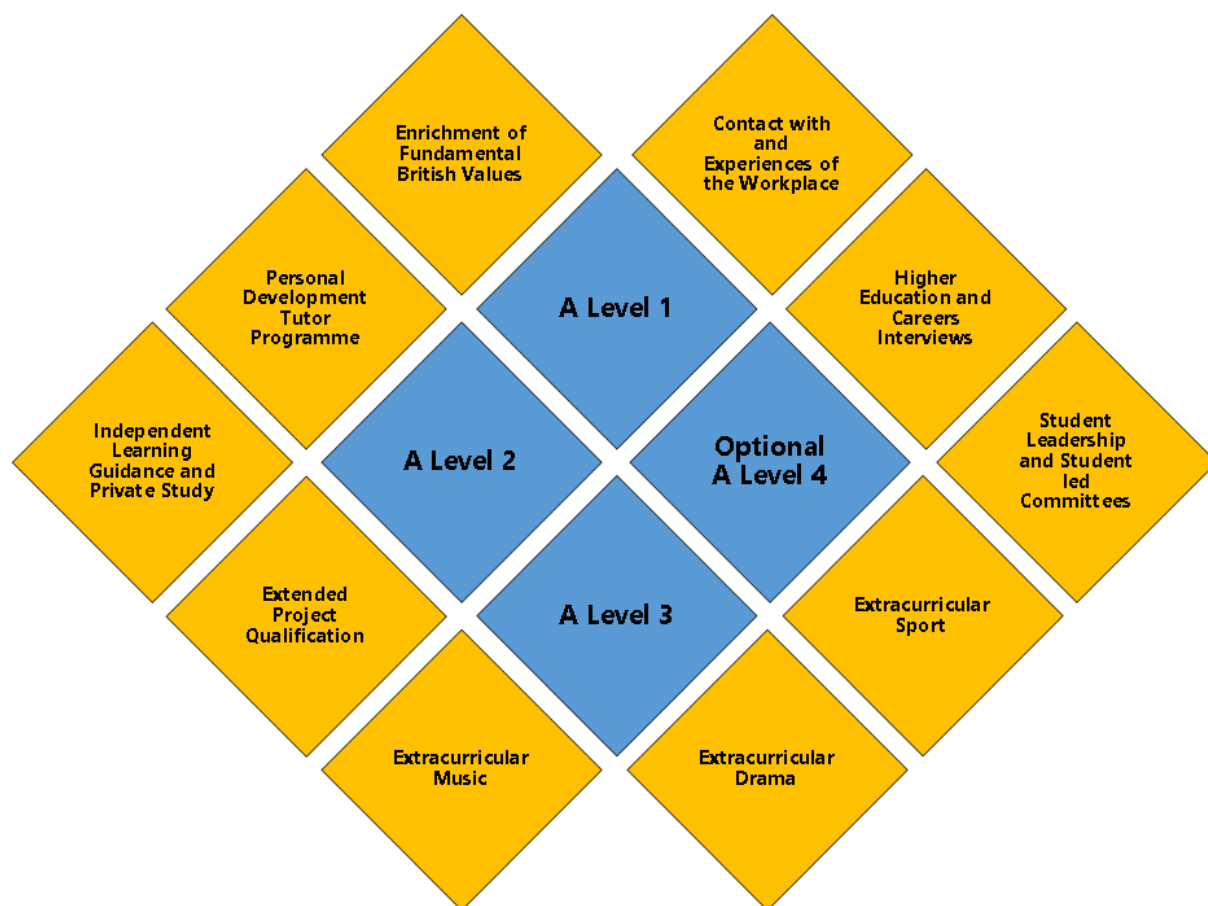 Enrichment of
Fundamental
British Values
Contact with
and
Experiences of
the Workplace
Personal
Development
Tutor
Programme
A Level 1
Higher
Education and
Careers
Interviews
Independent
Learning
Guidance and
Private Study
A Level 2
Optional
A Level 4
Student
Leadership
and Student
led
Committees
Extended
Project
Qualification
A Level 3
Extracurricular
Sport
Extracurricular
Music
Extracurricular
Drama